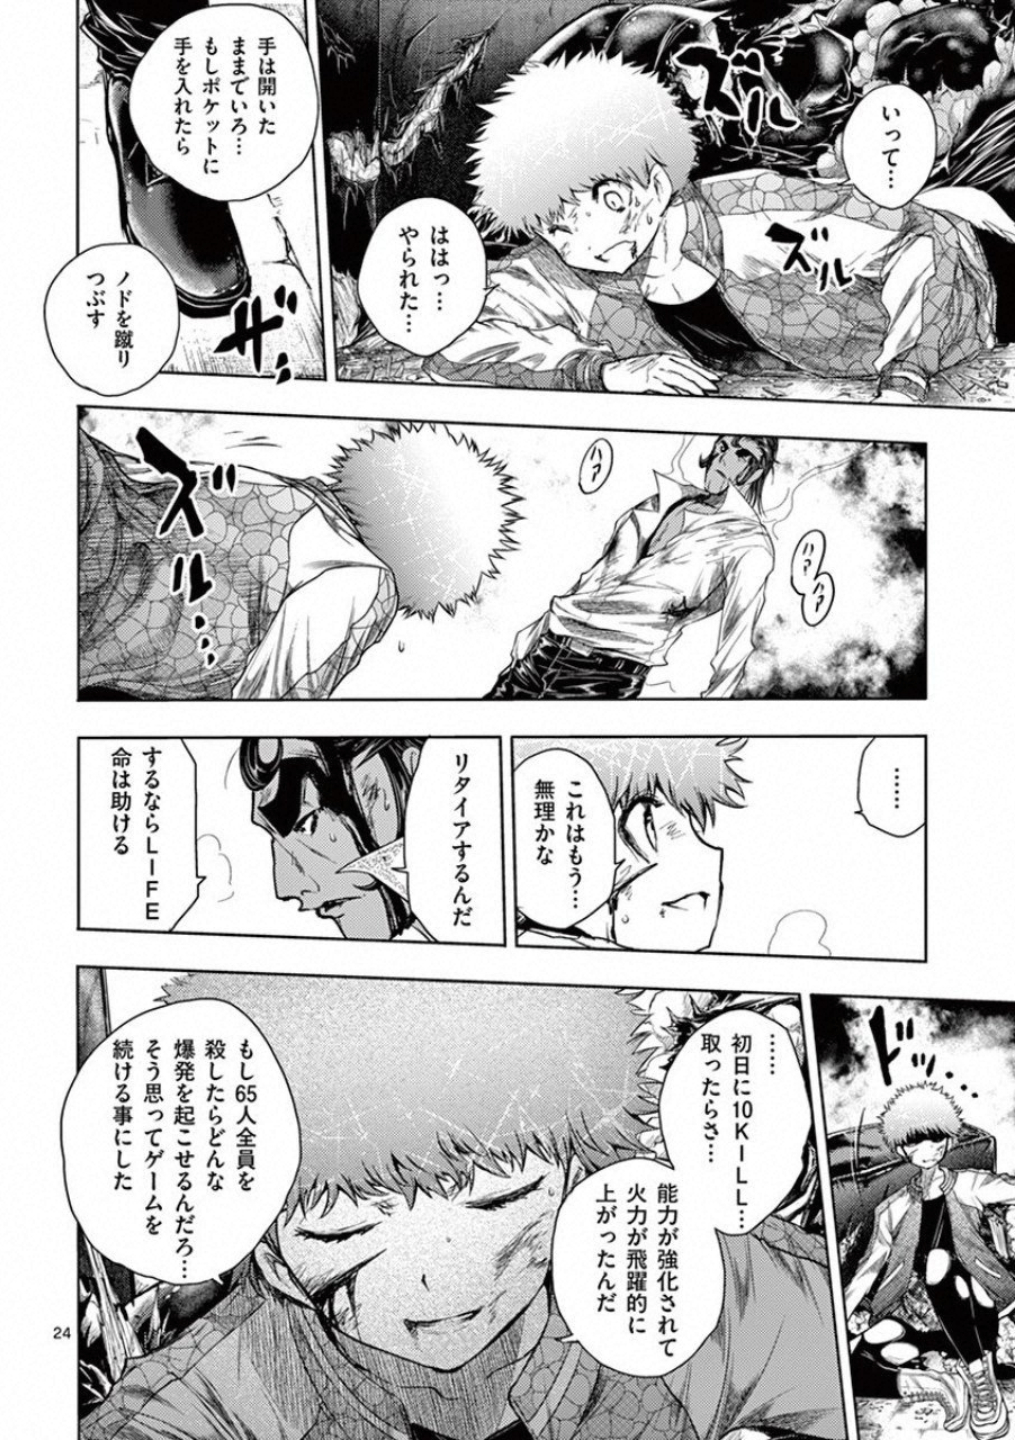 いって…
ズ
ズル
ズル
ははっ…
やられた…
手は開いた
ままでいろ…
もしポケットに
手を入れたら
ノドを蹴り
つぶす
ザ…
ハァ
ハァ
ハァ
ズ
ル…
……
これはもう…
無理かな
リタイアするんだ
するならＬＩＦＥ
命は助ける
ドッ…
……
初日に10ＫＩＬＬ…
取ったらさ…
能力が強化されて
火力が飛躍的に
上がったんだ
もし65人全員を
殺したらどんな
爆発を起こせるんだろ…
そう思ってゲームを
続ける事にした
24